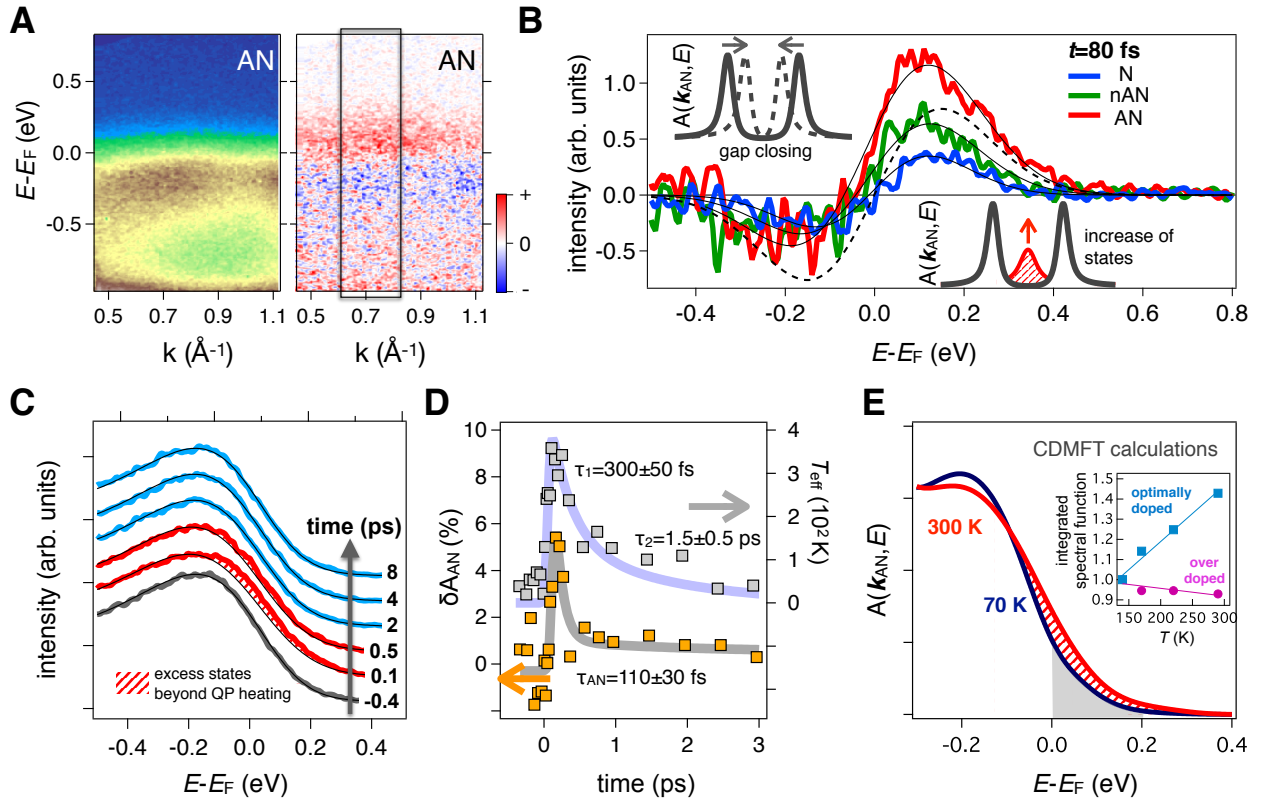 A
AN
AN
E-EF (eV)
0.5
0.0
-0.5
+
0
-
0.5
0.7
0.9
1.1
0.5
0.7
0.9
1.1
k (Å-1)
k (Å-1)
B
intensity (arb. units)
1.0
0.5
0.0
-0.5
A(kAN,E)
gap closing
t=80 fs
N
nAN
AN
A(kAN,E)
increase of
states
-0.4
-0.2
0.0
0.2
0.4
0.6
0.8
E-EF (eV)
C
intensity (arb. units)
time (ps)
8
4
2
0.5
0.1
-0.4
excess states
beyond QP heating
-0.4
-0.2
0.0
0.2
0.4
E-EF (eV)
D
δAAN (%)
10
8
6
4
2
0
τ1=300±50 fs
τ2=1.5±0.5 ps
τAN=110±30 fs
4
3
2
1
0
Teff (10² K)
0
1
2
3
time (ps)
E
A(kAN,E)
CDMFT calculations
300 K
70 K
integrated
spectral function
1.5
1.4
1.3
1.2
1.1
1.0
0.9
optimally
doped
over
doped
150
200
250
300
T (K)
-0.2
0.0
0.2
0.4
E-EF (eV)